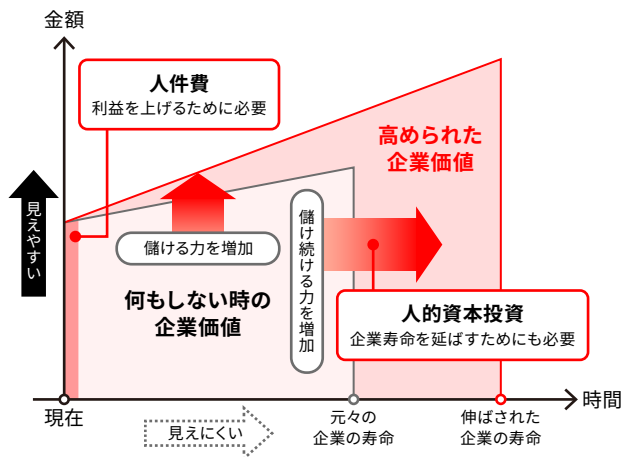 金額
人件費
利益を上げるために必要
高められた
企業価値
見えやすい
儲ける力を増加
儲け続ける力を増加
何もしない時の
企業価値
人的資本投資
企業寿命を延ばすためにも必要
時間
現在
見えにくい
元々の
企業の寿命
伸ばされた
企業の寿命